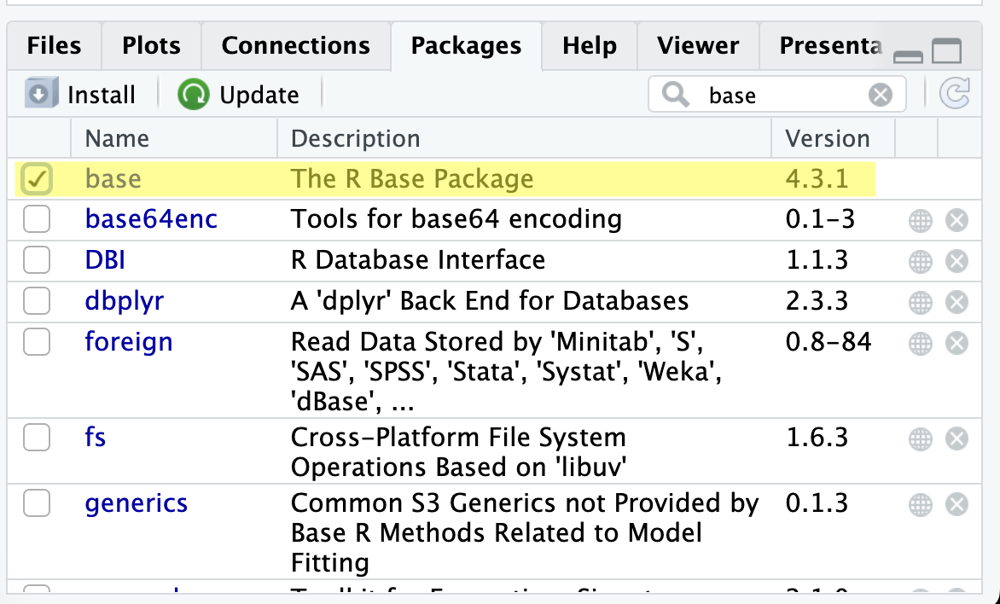 Files Plots Connections Packages Help Viewer Presenta
Install Update base
Name Description Version
base The R Base Package 4.3.1
base64enc Tools for base64 encoding 0.1-3
DBI R Database Interface 1.1.3
dbplyr A 'dplyr' Back End for Databases 2.3.3
foreign Read Data Stored by 'Minitab', 'S', 0.8-84
'SAS', 'SPSS', 'Stata', 'Systat', 'Weka',
'dBase', ...
fs Cross-Platform File System 1.6.3
Operations Based on 'libuv'
generics Common S3 Generics not Provided by 0.1.3
Base R Methods Related to Model
Fitting